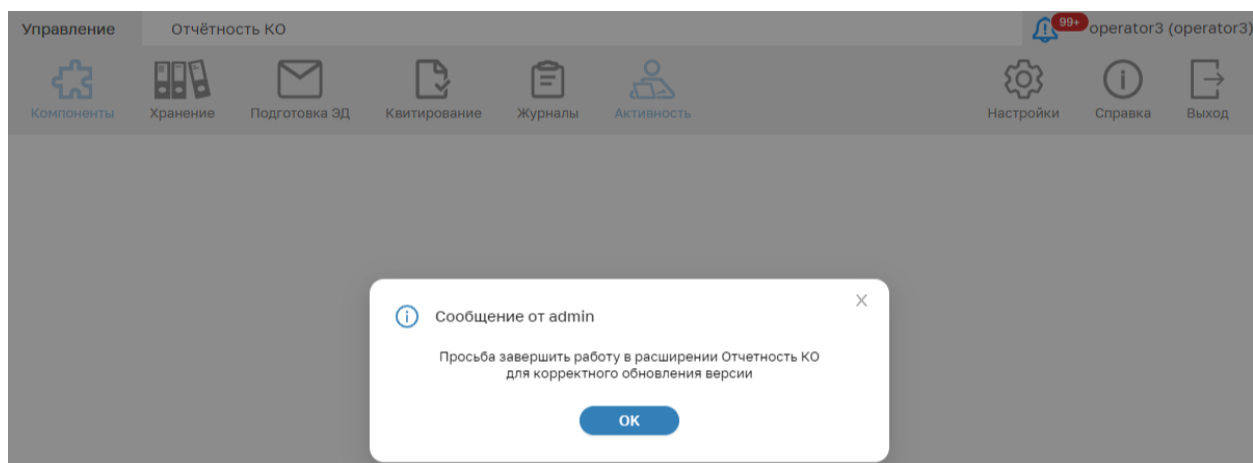 Управление Отчётность КО 99+ operator3 (operator3)
Компоненты Хранение Подготовка ЭД Квитирование Журналы Активность Настройки Справка Выход
Сообщение от admin
Просьба завершить работу в расширении Отчетность КО
для корректного обновления версии
ОК